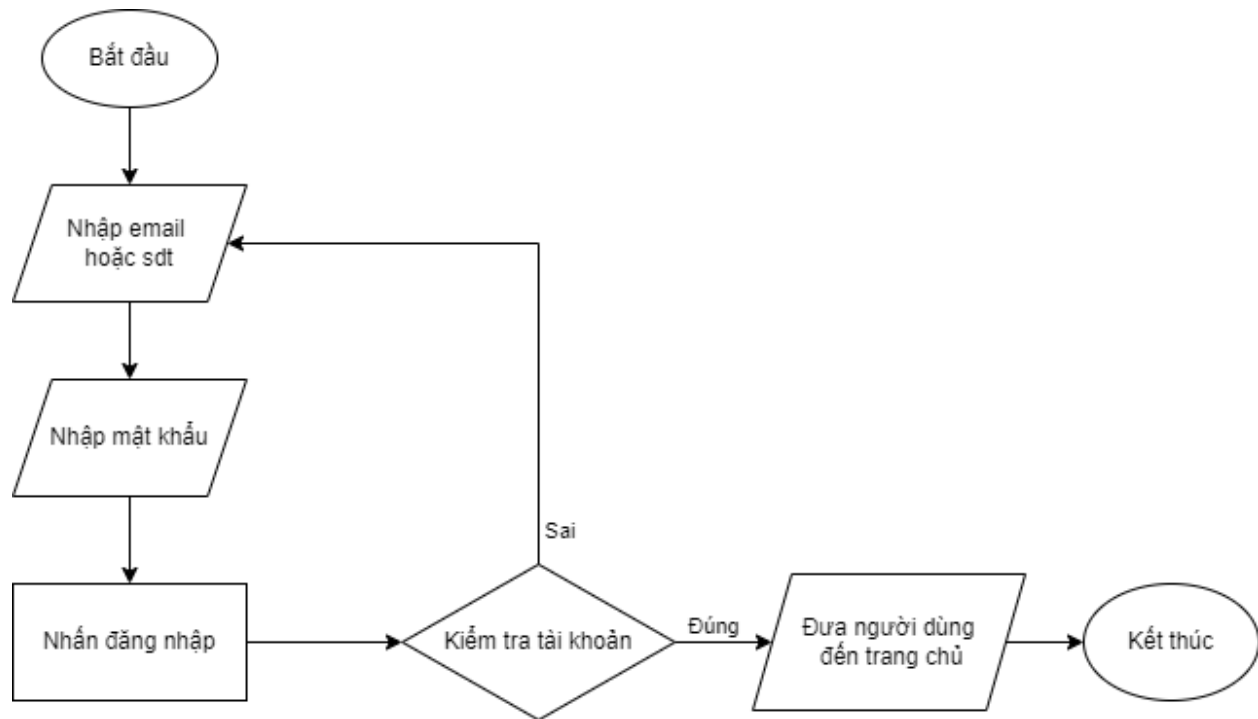 Bắt đầu
Nhập email
hoặc sdt
Nhập mật khẩu
Sai
Nhấn đăng nhập
Kiểm tra tài khoản
Đúng
Đưa người dùng
đến trang chủ
Kết thúc